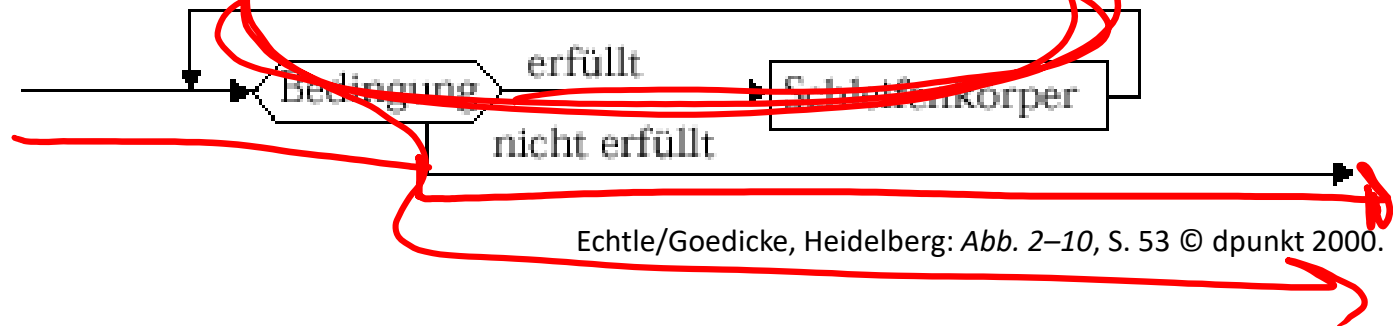 erfüllt
Bedingung
Schleifenkörper
nicht erfüllt
Echtle/Goedicke, Heidelberg: Abb. 2–10, S. 53 © dpunkt 2000.